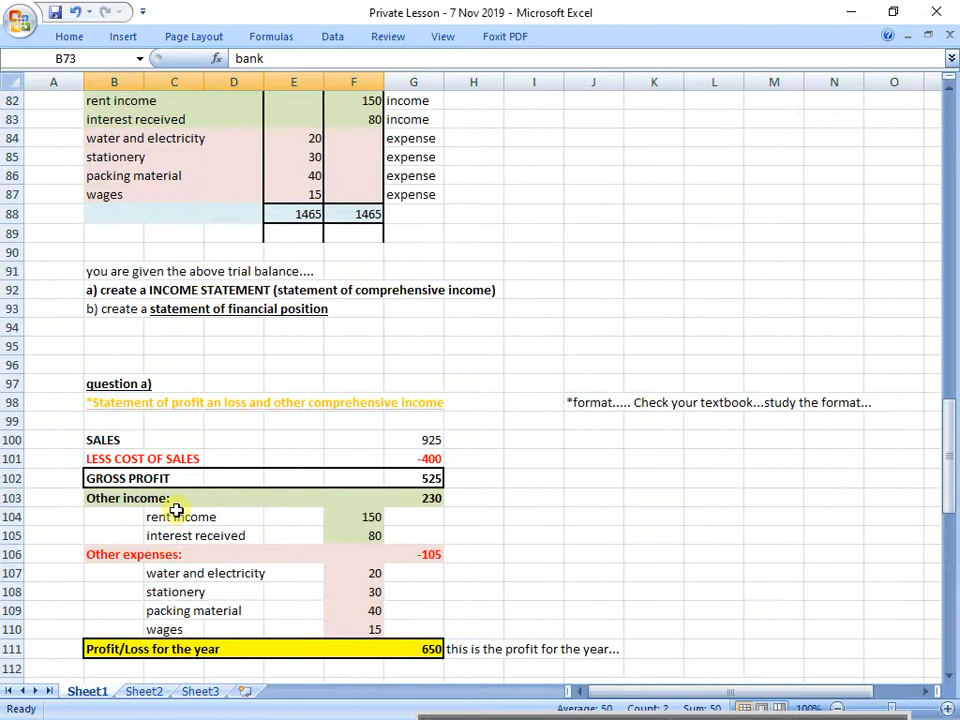 Private Lesson - 7 Nov 2019 - Microsoft Excel
Home Insert Page Layout Formulas Data Review View Foxit PDF
B73 fx bank
A B C D E F G H I J K L M N O
82 rent income 150 income
83 interest received 80 income
84 water and electricity 20 expense
85 stationery 30 expense
86 packing material 40 expense
87 wages 15 expense
88 1465 1465
89
90
91 you are given the above trial balance....
92 a) create a INCOME STATEMENT (statement of comprehensive income)
93 b) create a statement of financial position
94
95
96
97 question a)
98 *Statement of profit an loss and other comprehensive income *format..... Check your textbook...study the format...
99
100 SALES 925
101 LESS COST OF SALES -400
102 GROSS PROFIT 525
103 Other income: 230
104 rent income 150
105 interest received 80
106 Other expenses: -105
107 water and electricity 20
108 stationery 30
109 packing material 40
110 wages 15
111 Profit/Loss for the year 650 this is the profit for the year...
112
Sheet1 Sheet2 Sheet3
Ready Average: 50 Count: 2 Sum: 50 100%